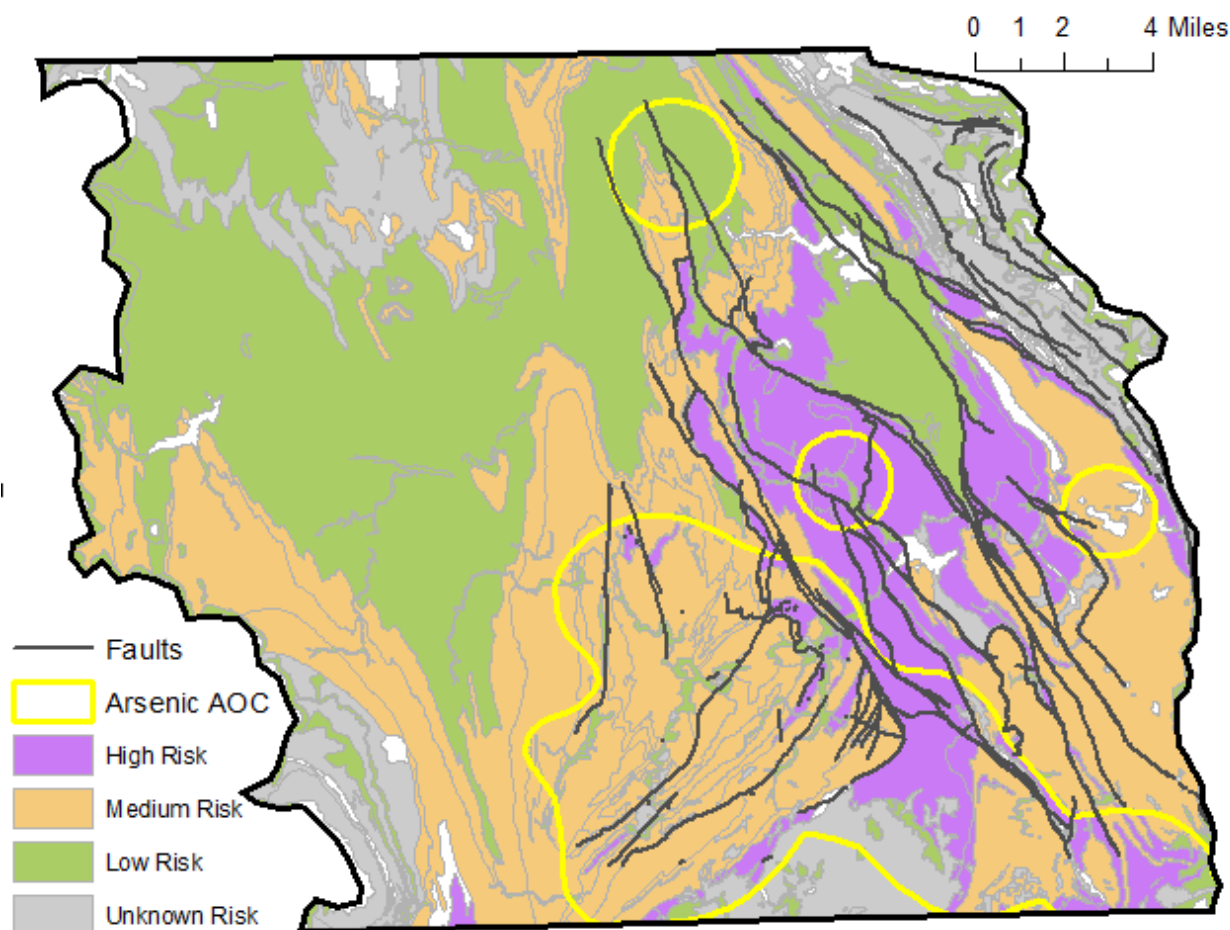 0 1 2 4 Miles
Faults
Arsenic AOC
High Risk
Medium Risk
Low Risk
Unknown Risk